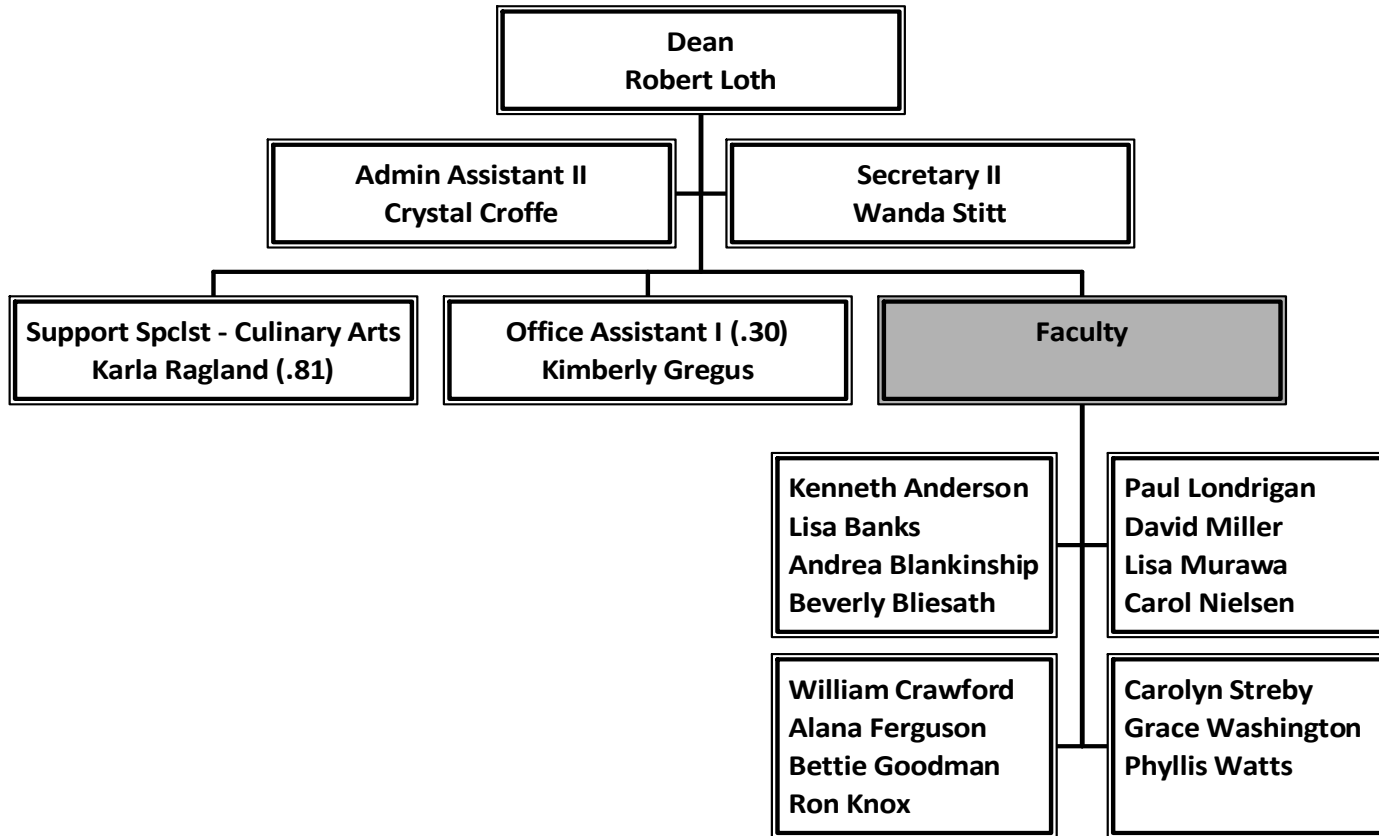 Dean
Robert Loth
Admin Assistant II
Crystal Croffe
Secretary II
Wanda Stitt
Support Spclst - Culinary Arts
Karla Ragland (.81)
Office Assistant I (.30)
Kimberly Gregus
Faculty
Kenneth Anderson
Lisa Banks
Andrea Blankinship
Beverly Bliesath
Paul Londrigan
David Miller
Lisa Murawa
Carol Nielsen
William Crawford
Alana Ferguson
Bettie Goodman
Ron Knox
Carolyn Streby
Grace Washington
Phyllis Watts